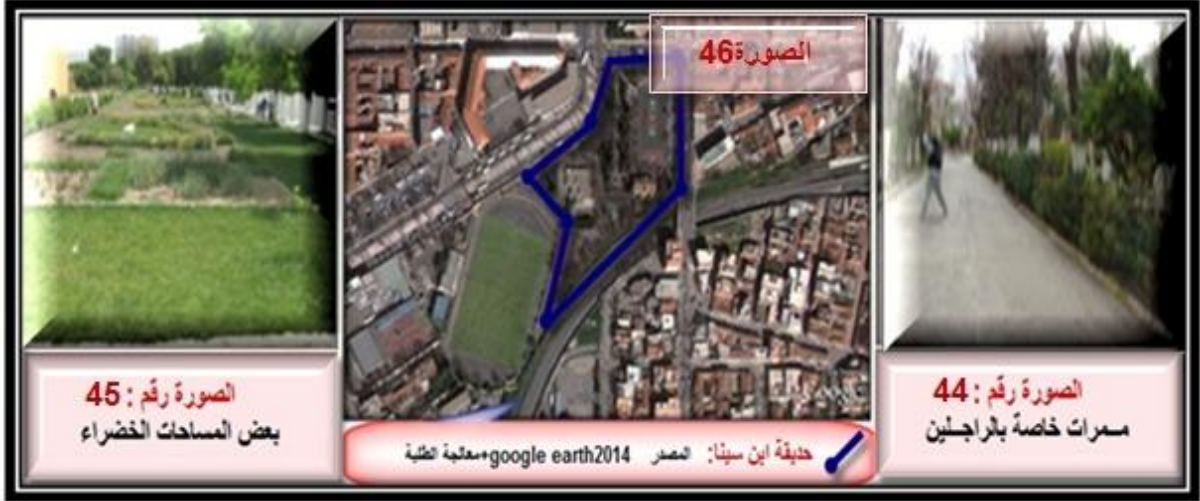 الصورة46
الصورة رقم : 44
ممرات خاصة بالراجلين
الصورة رقم : 45
بعض المساحات الخضراء
حديقة ابن سينا: المصدر google earth2014+معالجة الطلبة